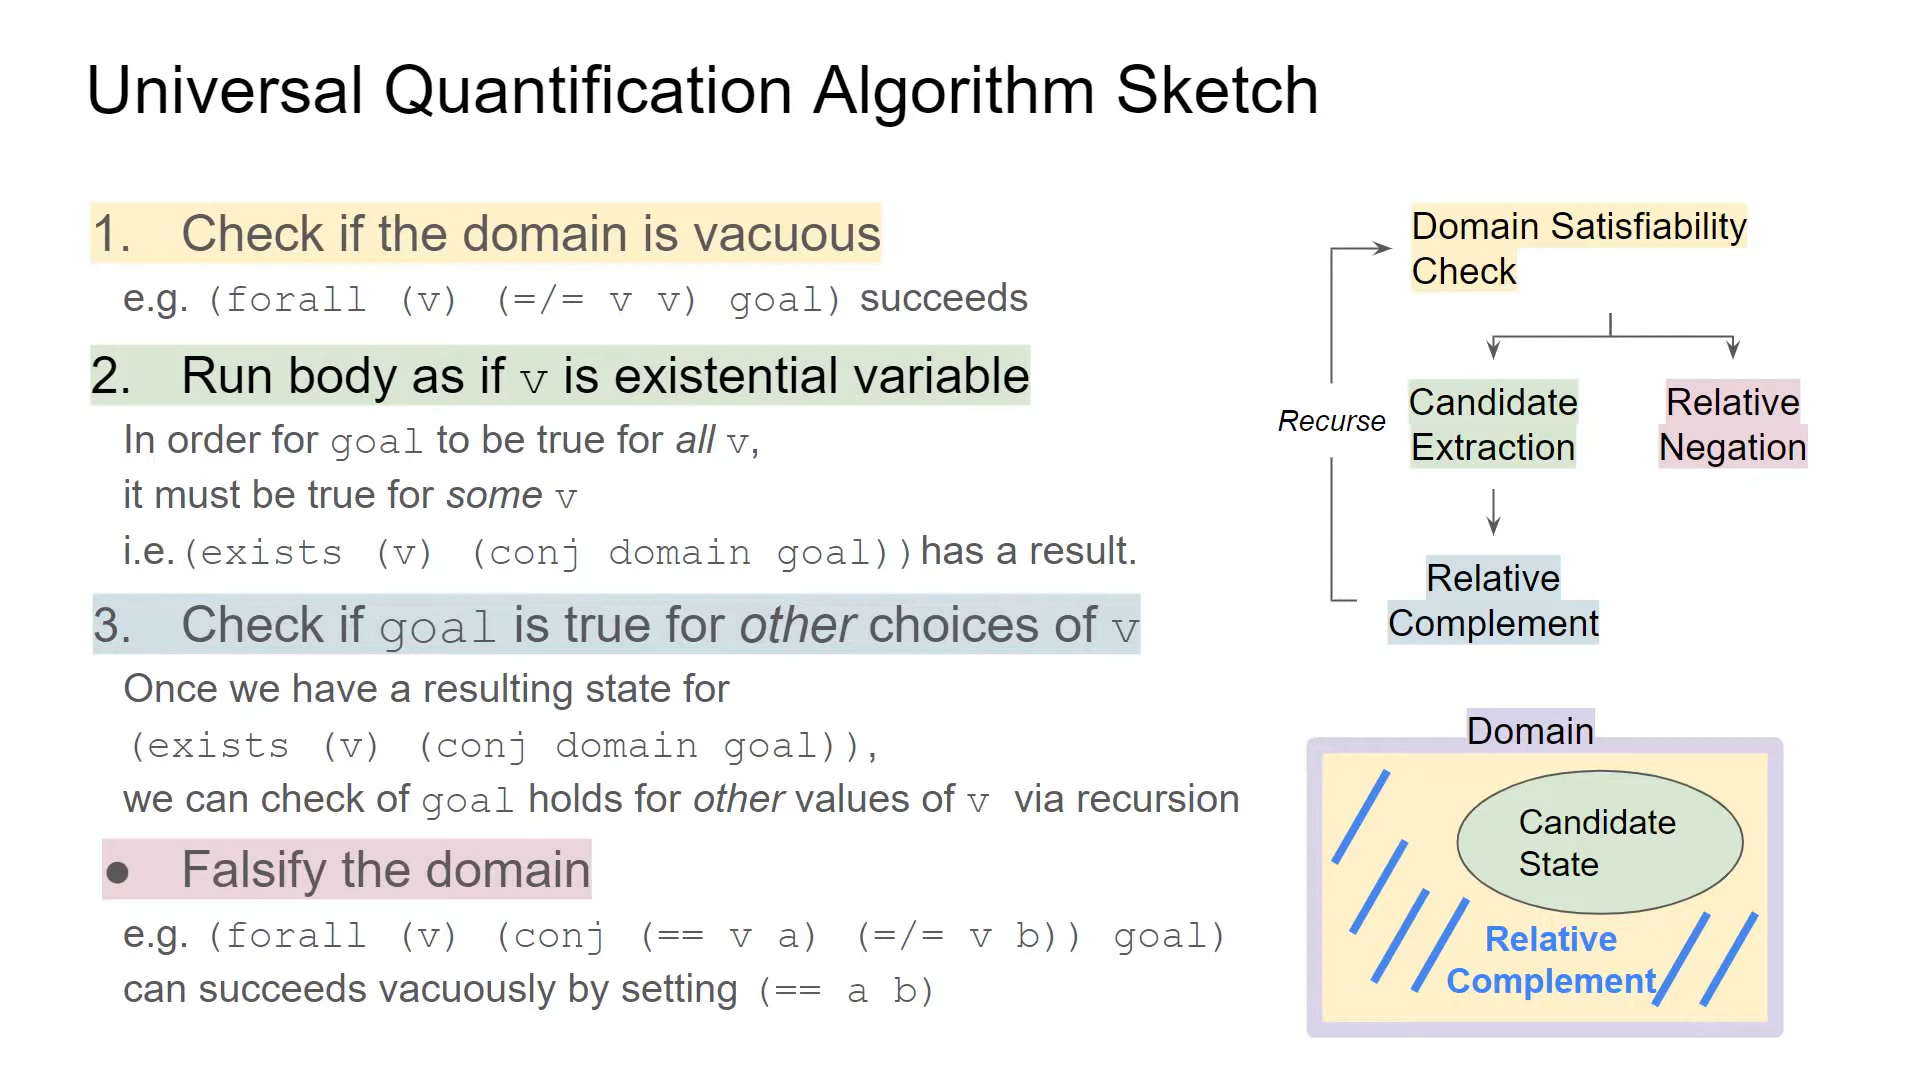 Universal Quantification Algorithm Sketch
1. Check if the domain is vacuous
e.g. (forall (v) (=/= v v) goal) succeeds
2. Run body as if v is existential variable
In order for goal to be true for all v,
it must be true for some v
i.e. (exists (v) (conj domain goal)) has a result.
3. Check if goal is true for other choices of v
Once we have a resulting state for
(exists (v) (conj domain goal)),
we can check of goal holds for other values of v via recursion
● Falsify the domain
e.g. (forall (v) (conj (== v a) (=/= v b)) goal)
can succeeds vacuously by setting (== a b)
Domain Satisfiability
Check
Recurse
Candidate
Extraction
Relative
Negation
Relative
Complement
Domain
Candidate
State
Relative
Complement